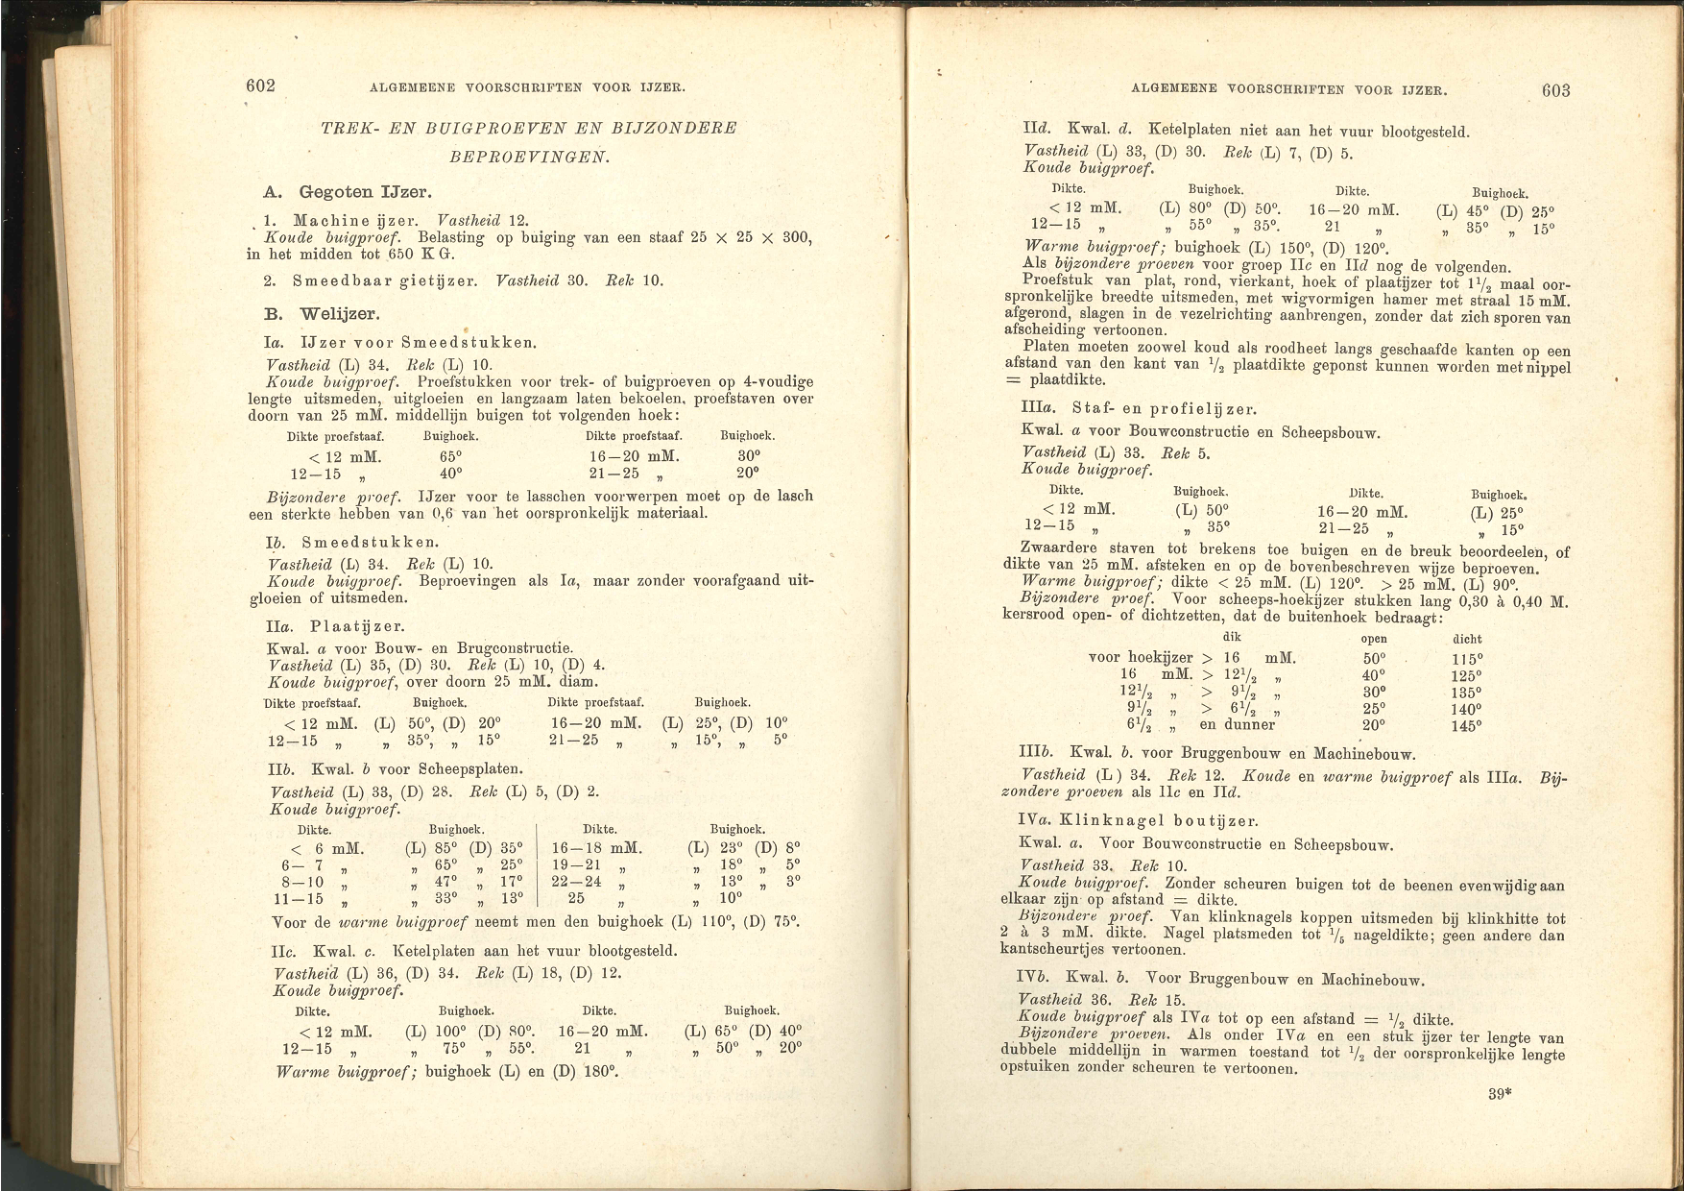 602 ALGEMEENE VOORSCHRIFTEN VOOR IJZER.
TREK- EN BUIGPROEVEN EN BIJZONDERE
BEPROEVINGEN.
A. Gegoten IJzer.
1. Machine ijzer. Vastheid 12.
Koude buigproef. Belasting op buiging van een staaf 25 × 25 × 300,
in het midden tot 650 KG.
2. Smeedbaar gietijzer. Vastheid 30. Rek 10.
B. Welijzer.
Ia. IJzer voor Smeedstukken.
Vastheid (L) 34. Rek (L) 10.
Koude buigproef. Proefstukken voor trek- of buigproeven op 4-voudige
lengte uitsmeden, uitgloeien en langzaam laten bekoelen, proefstaven over
doorn van 25 mM. middellijn buigen tot volgenden hoek:
Dikte proefstaaf. Buighoek. Dikte proefstaaf. Buighoek.
< 12 mM. 65° 16—20 mM. 30°
12—15 „ 40° 21—25 „ 20°
Bijzondere proef. IJzer voor te lasschen voorwerpen moet op de lasch
een sterkte hebben van 0,6 van het oorspronkelijk materiaal.
Ib. Smeedstukken.
Vastheid (L) 34. Rek (L) 10.
Koude buigproef. Beproevingen als Ia, maar zonder voorafgaand uit-
gloeien of uitsmeden.
IIa. Plaatijzer.
Kwal. a voor Bouw- en Brugconstructie.
Vastheid (L) 35, (D) 30. Rek (L) 10, (D) 4.
Koude buigproef, over doorn 25 mM. diam.
Dikte proefstaaf. Buighoek. Dikte proefstaaf. Buighoek.
< 12 mM. (L) 50°, (D) 20° 16—20 mM. (L) 25°, (D) 10°
12—15 „ „ 35°, „ 15° 21—25 „ „ 15°, „ 5°
IIb. Kwal. b voor Scheepsplaten.
Vastheid (L) 33, (D) 28. Rek (L) 5, (D) 2.
Koude buigproef.
Dikte. Buighoek. Dikte. Buighoek.
< 6 mM. (L) 85° (D) 35° 16—18 mM. (L) 23° (D) 8°
6— 7 „ „ 65° „ 25° 19—21 „ „ 18° „ 5°
8—10 „ „ 47° „ 17° 22—24 „ „ 13° „ 3°
11—15 „ „ 33° „ 13° 25 „ „ 10°
Voor de warme buigproef neemt men den buighoek (L) 110°, (D) 75°.
IIc. Kwal. c. Ketelplaten aan het vuur blootgesteld.
Vastheid (L) 36, (D) 34. Rek (L) 18, (D) 12.
Koude buigproef.
Dikte. Buighoek. Dikte. Buighoek.
< 12 mM. (L) 100° (D) 80°. 16—20 mM. (L) 65° (D) 40°
12—15 „ „ 75° „ 55°. 21 „ „ 50° „ 20°
Warme buigproef; buighoek (L) en (D) 180°.
ALGEMEENE VOORSCHRIFTEN VOOR IJZER. 603
IId. Kwal. d. Ketelplaten niet aan het vuur blootgesteld.
Vastheid (L) 33, (D) 30. Rek (L) 7, (D) 5.
Koude buigproef.
Dikte. Buighoek. Dikte. Buighoek.
< 12 mM. (L) 80° (D) 50°. 16—20 mM. (L) 45° (D) 25°
12—15 „ „ 55° „ 35°. 21 „ „ 35° „ 15°
Warme buigproef; buighoek (L) 150°, (D) 120°.
Als bijzondere proeven voor groep IIc en IId nog de volgenden.
Proefstuk van plat, rond, vierkant, hoek of plaatijzer tot 1 1/2 maal oor-
spronkelijke breedte uitsmeden, met wigvormigen hamer met straal 15 mM.
afgerond, slagen in de vezelrichting aanbrengen, zonder dat zich sporen van
afscheiding vertoonen.
Platen moeten zoowel koud als roodheet langs geschaafde kanten op een
afstand van den kant van 1/2 plaatdikte geponst kunnen worden met nippel
= plaatdikte.
IIIa. Staf- en profielijzer.
Kwal. a voor Bouwconstructie en Scheepsbouw.
Vastheid (L) 33. Rek 5.
Koude buigproef.
Dikte. Buighoek. Dikte. Buighoek.
< 12 mM. (L) 50° 16—20 mM. (L) 25°
12—15 „ „ 35° 21—25 „ „ 15°
Zwaardere staven tot brekens toe buigen en de breuk beoordeelen, of
dikte van 25 mM. afsteken en op de bovenbeschreven wijze beproeven.
Warme buigproef; dikte < 25 mM. (L) 120°. > 25 mM. (L) 90°.
Bijzondere proef. Voor scheeps-hoekijzer stukken lang 0,30 à 0,40 M.
kersrood open- of dichtzetten, dat de buitenhoek bedraagt:
dik open dicht
voor hoekijzer > 16 mM. 50° 115°
16 mM. > 12 1/2 „ 40° 125°
12 1/2 „ > 9 1/2 „ 30° 135°
9 1/2 „ > 6 1/2 „ 25° 140°
6 1/2 „ en dunner 20° 145°
IIIb. Kwal. b. voor Bruggenbouw en Machinebouw.
Vastheid (L) 34. Rek 12. Koude en warme buigproef als IIIa. Bij-
zondere proeven als IIc en IId.
IVa. Klinknagel boutijzer.
Kwal. a. Voor Bouwconstructie en Scheepsbouw.
Vastheid 33. Rek 10.
Koude buigproef. Zonder scheuren buigen tot de beenen evenwijdig aan
elkaar zijn op afstand = dikte.
Bijzondere proef. Van klinknagels koppen uitsmeden bij klinkhitte tot
2 à 3 mM. dikte. Nagel platsmeden tot 1/5 nageldikte; geen andere dan
kantscheurtjes vertoonen.
IVb. Kwal. b. Voor Bruggenbouw en Machinebouw.
Vastheid 36. Rek 15.
Koude buigproef als IVa tot op een afstand = 1/2 dikte.
Bijzondere proeven. Als onder IVa en een stuk ijzer ter lengte van
dubbele middellijn in warmen toestand tot 1/2 der oorspronkelijke lengte
opstuiken zonder scheuren te vertoonen.
39*